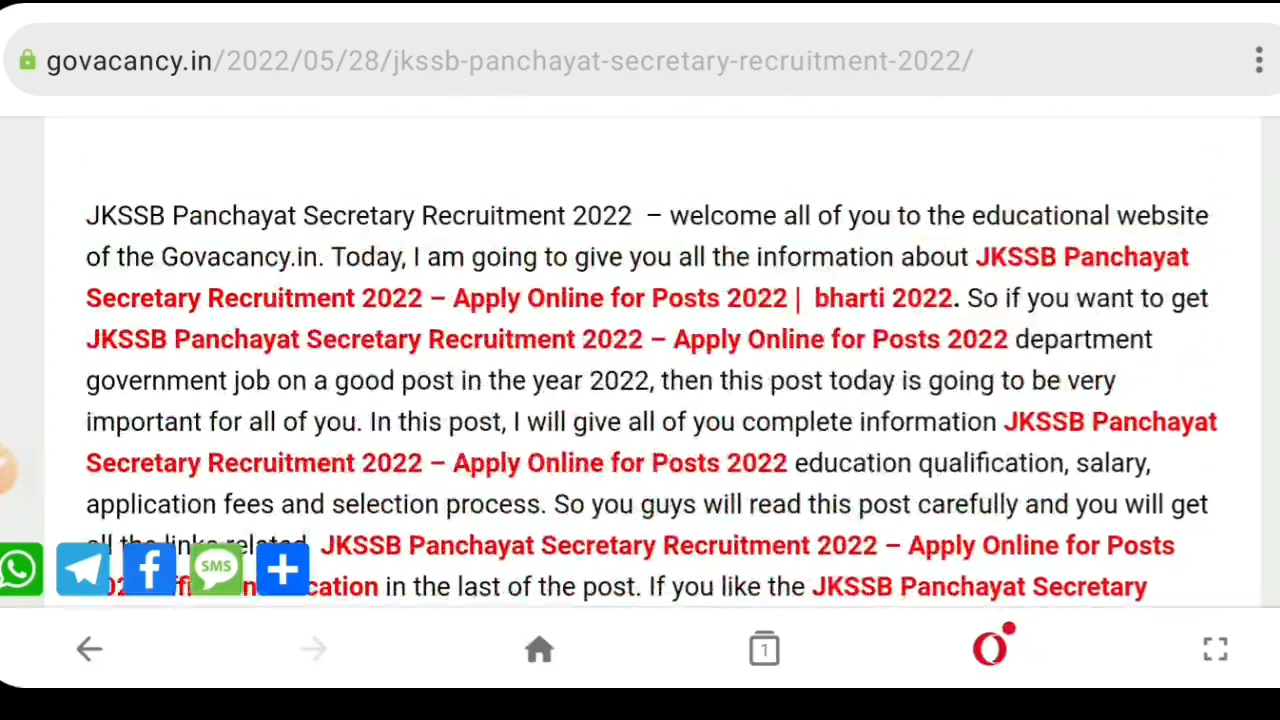 govacancy.in/2022/05/28/jkssb-panchayat-secretary-recruitment-2022/
JKSSB Panchayat Secretary Recruitment 2022 – welcome all of you to the educational website
of the Govacancy.in. Today, I am going to give you all the information about JKSSB Panchayat
Secretary Recruitment 2022 – Apply Online for Posts 2022 | bharti 2022. So if you want to get
JKSSB Panchayat Secretary Recruitment 2022 – Apply Online for Posts 2022 department
government job on a good post in the year 2022, then this post today is going to be very
important for all of you. In this post, I will give all of you complete information JKSSB Panchayat
Secretary Recruitment 2022 – Apply Online for Posts 2022 education qualification, salary,
application fees and selection process. So you guys will read this post carefully and you will get
all the links related JKSSB Panchayat Secretary Recruitment 2022 – Apply Online for Posts
SMS
in the last of the post. If you like the JKSSB Panchayat Secretary
1